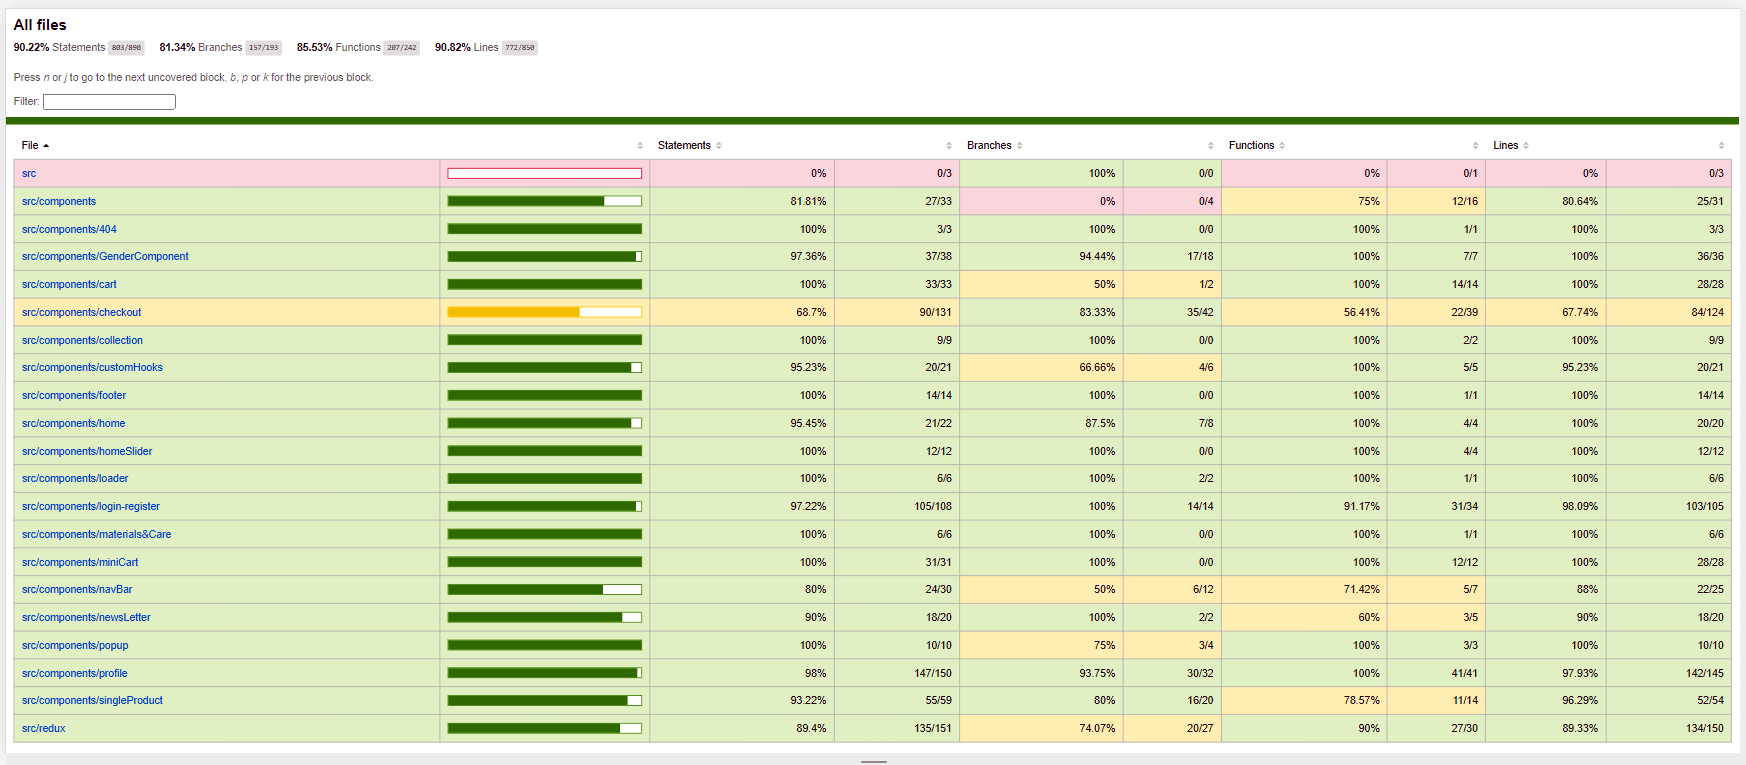 All files
90.22% Statements 803/890 81.34% Branches 157/193 85.53% Functions 207/242 90.82% Lines 772/850
Press n or j to go to the next uncovered block, b, p or k for the previous block.
Filter:
File Statements Branches Functions Lines
src 0% 0/3 100% 0/0 0% 0/1 0% 0/3
src/components 81.81% 27/33 0% 0/4 75% 12/16 80.64% 25/31
src/components/404 100% 3/3 100% 0/0 100% 1/1 100% 3/3
src/components/GenderComponent 97.36% 37/38 94.44% 17/18 100% 7/7 100% 36/36
src/components/cart 100% 33/33 50% 1/2 100% 14/14 100% 28/28
src/components/checkout 68.7% 90/131 83.33% 35/42 56.41% 22/39 67.74% 84/124
src/components/collection 100% 9/9 100% 0/0 100% 2/2 100% 9/9
src/components/customHooks 95.23% 20/21 66.66% 4/6 100% 5/5 95.23% 20/21
src/components/footer 100% 14/14 100% 0/0 100% 1/1 100% 14/14
src/components/home 95.45% 21/22 87.5% 7/8 100% 4/4 100% 20/20
src/components/homeSlider 100% 12/12 100% 0/0 100% 4/4 100% 12/12
src/components/loader 100% 6/6 100% 2/2 100% 1/1 100% 6/6
src/components/login-register 97.22% 105/108 100% 14/14 91.17% 31/34 98.09% 103/105
src/components/materials&Care 100% 6/6 100% 0/0 100% 1/1 100% 6/6
src/components/miniCart 100% 31/31 100% 0/0 100% 12/12 100% 28/28
src/components/navBar 80% 24/30 50% 6/12 71.42% 5/7 88% 22/25
src/components/newsLetter 90% 18/20 100% 2/2 60% 3/5 90% 18/20
src/components/popup 100% 10/10 75% 3/4 100% 3/3 100% 10/10
src/components/profile 98% 147/150 93.75% 30/32 100% 41/41 97.93% 142/145
src/components/singleProduct 93.22% 55/59 80% 16/20 78.57% 11/14 96.29% 52/54
src/redux 89.4% 135/151 74.07% 20/27 90% 27/30 89.33% 134/150